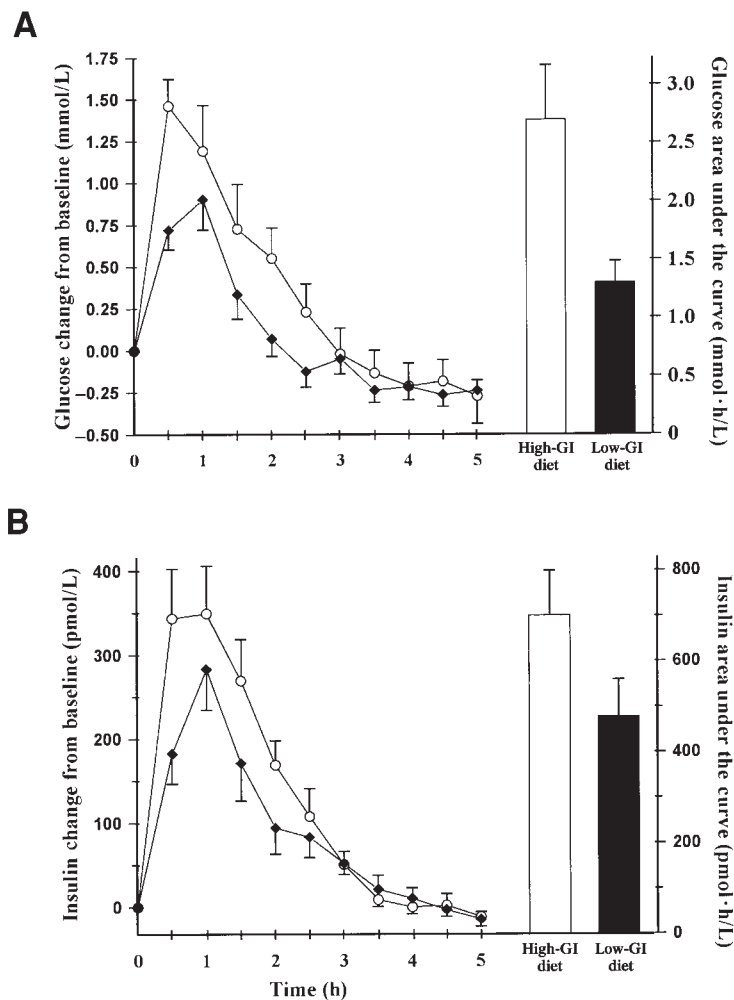 A
Glucose change from baseline (mmol/L)
1.75
1.50
1.25
1.00
0.75
0.50
0.25
0.00
−0.25
−0.50
0 1 2 3 4 5
High-GI
diet
Low-GI
diet
3.0
2.5
2.0
1.5
1.0
0.5
0
Glucose area under the curve (mmol·h/L)
B
Insulin change from baseline (pmol/L)
400
300
200
100
0
0 1 2 3 4 5
Time (h)
High-GI
diet
Low-GI
diet
800
600
400
200
0
Insulin area under the curve (pmol·h/L)